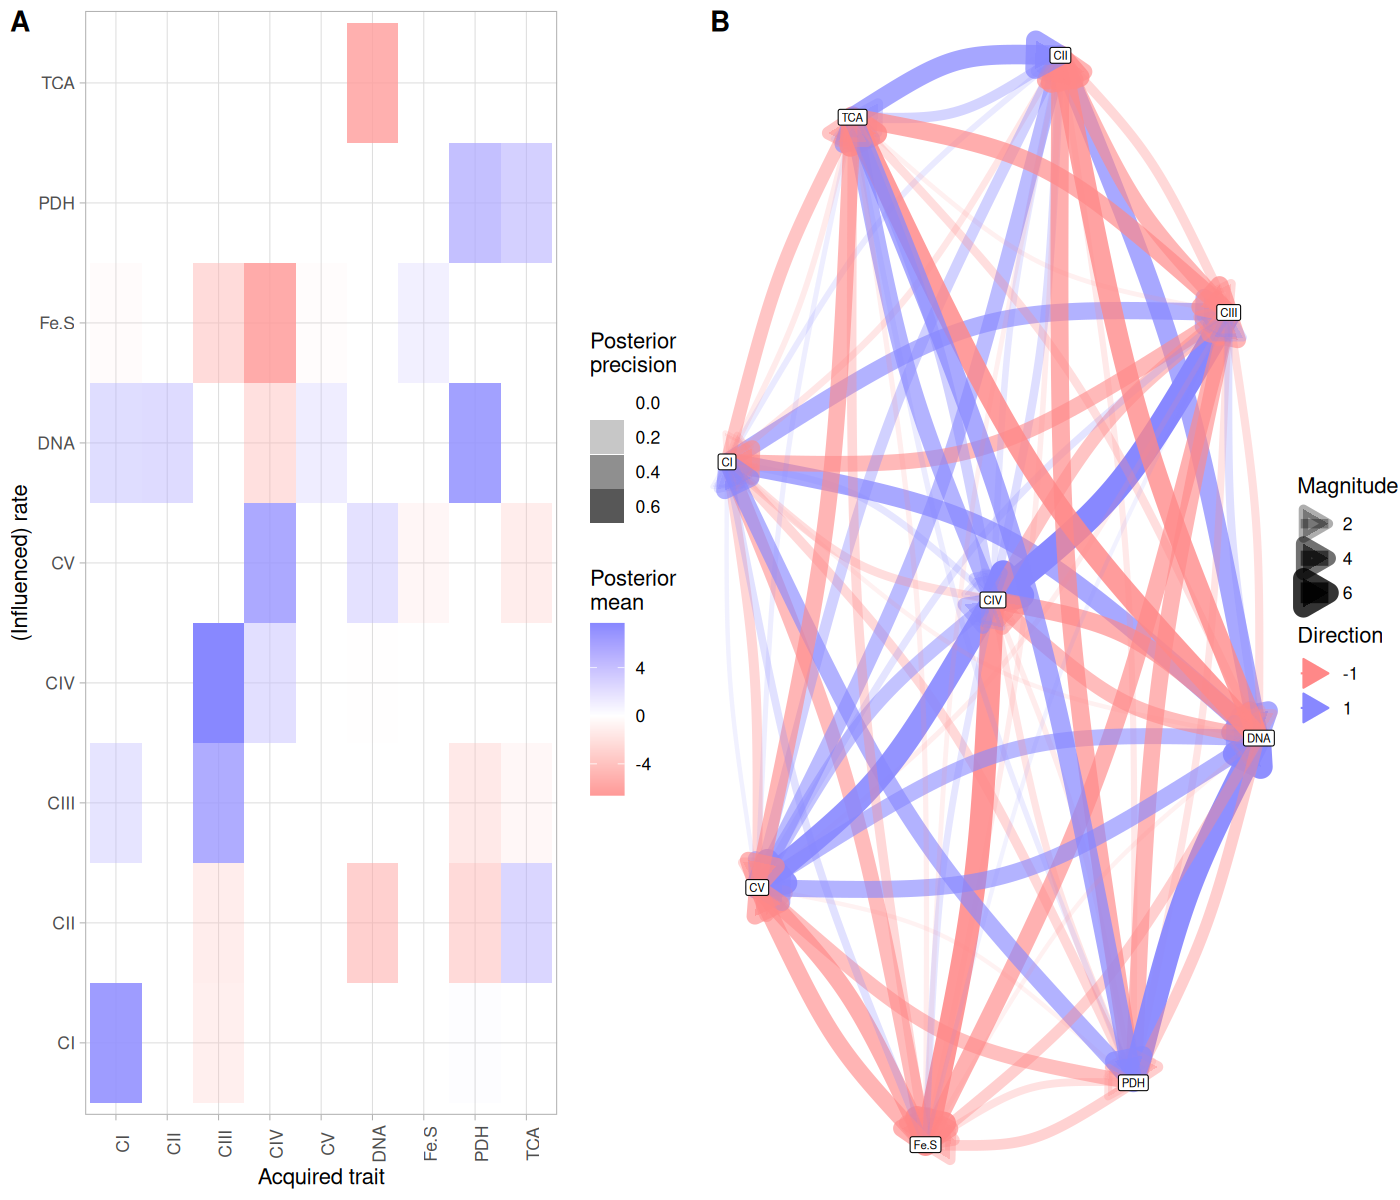 A
TCA
PDH
Fe.S
DNA
CV
CIV
CIII
CII
CI
(Influenced) rate
CI
CII
CIII
CIV
CV
DNA
Fe.S
PDH
TCA
Acquired trait
Posterior
precision
0.0
0.2
0.4
0.6
Posterior
mean
4
0
-4
B
CII
TCA
CIII
CI
CIV
DNA
CV
PDH
Fe.S
Magnitude
2
4
6
Direction
-1
1